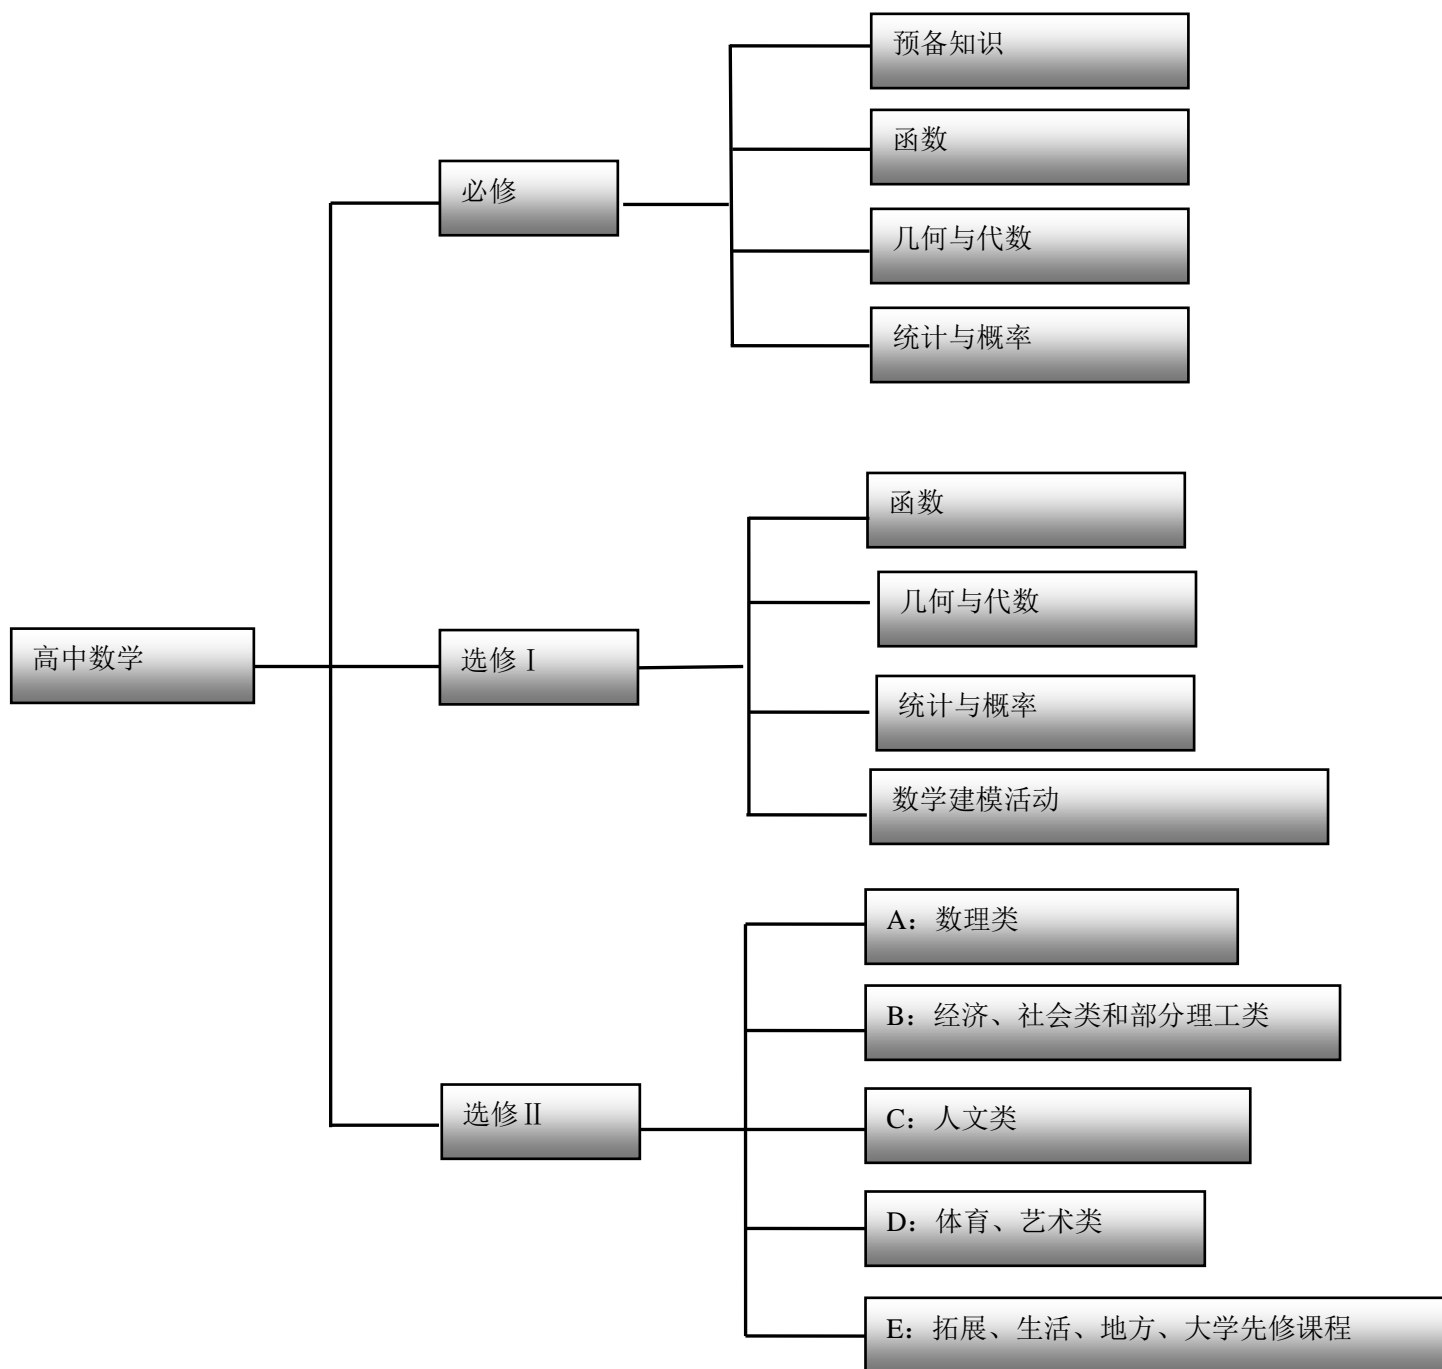 高中数学
必修
预备知识
函数
几何与代数
统计与概率
选修Ⅰ
函数
几何与代数
统计与概率
数学建模活动
选修Ⅱ
A：数理类
B：经济、社会类和部分理工类
C：人文类
D：体育、艺术类
E：拓展、生活、地方、大学先修课程